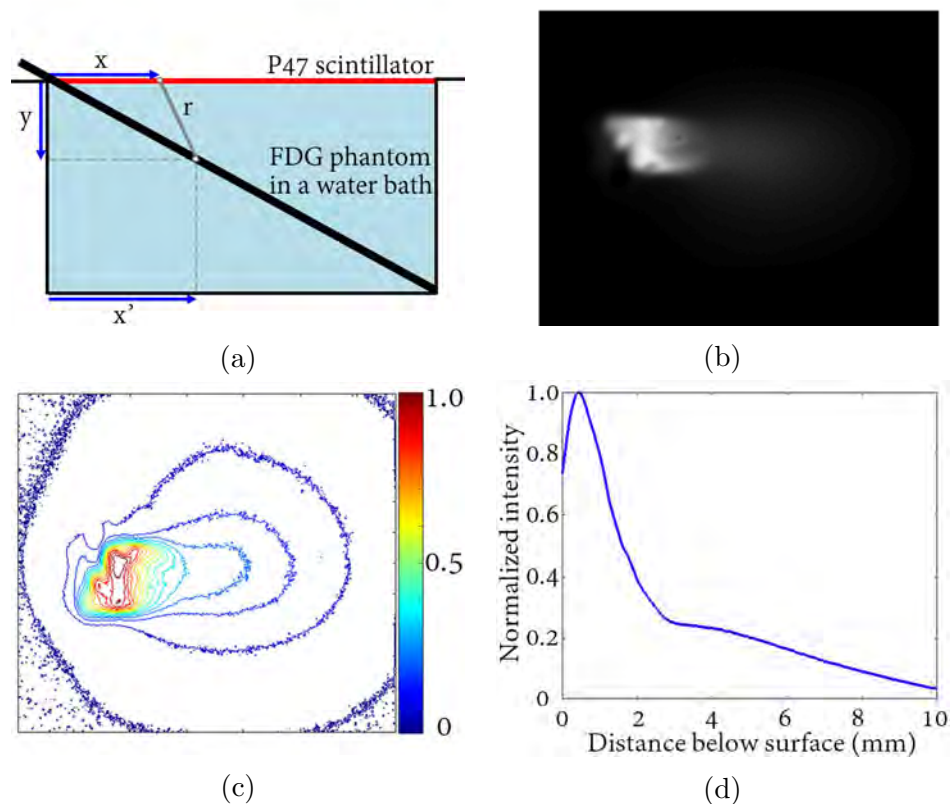 x
P47 scintillator
y
r
FDG phantom
in a water bath
x'
(a)
(b)
1.0
0.5
0
(c)
1.0
0.8
0.6
0.4
0.2
0
Normalized intensity
0 2 4 6 8 10
Distance below surface (mm)
(d)